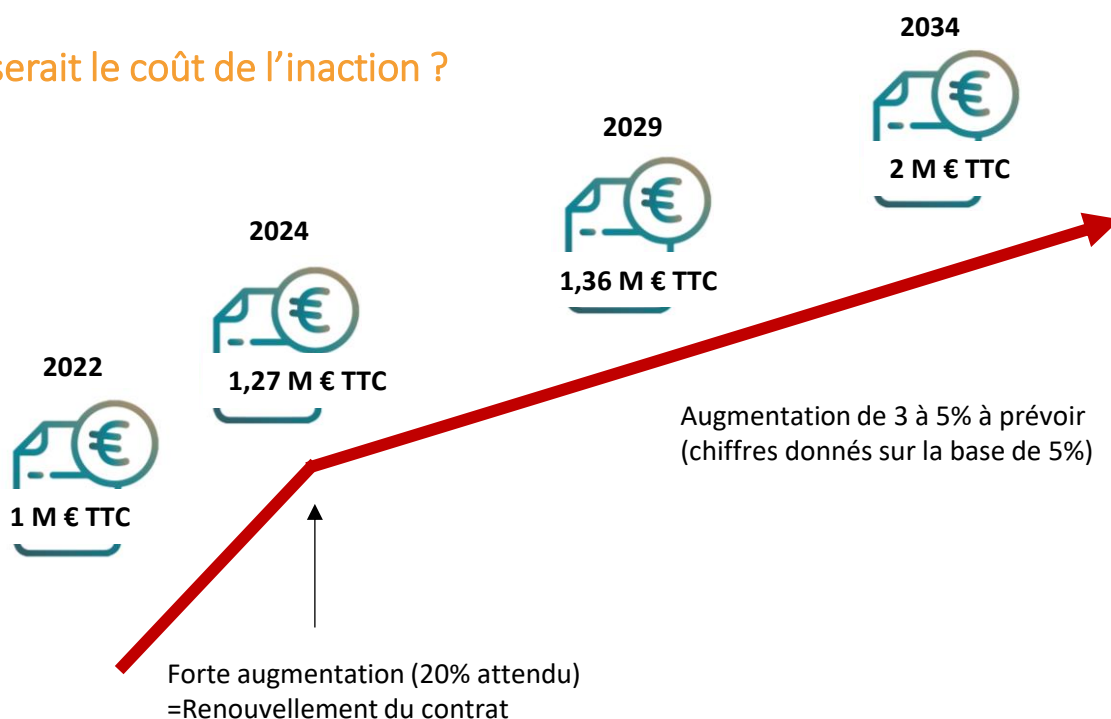 serait le coût de l’inaction ?
2034
2 M € TTC
2029
1,36 M € TTC
2024
1,27 M € TTC
2022
1 M € TTC
Augmentation de 3 à 5% à prévoir
(chiffres donnés sur la base de 5%)
Forte augmentation (20% attendu)
=Renouvellement du contrat